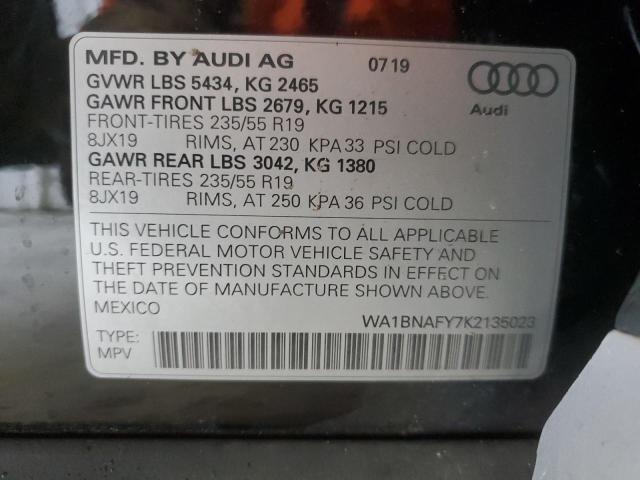 MFD. BY AUDI AG 07 19
GVWR LBS 5434, KG 2465
GAWR FRONT LBS 2679, KG 1215
FRONT-TIRES 235/55 R19
8JX19 RIMS, AT 230 KPA 33 PSI COLD
GAWR REAR LBS 3042, KG 1380
REAR-TIRES 235/55 R19
8JX19 RIMS, AT 250 KPA 36 PSI COLD
Audi
THIS VEHICLE CONFORMS TO ALL APPLICABLE
U.S. FEDERAL MOTOR VEHICLE SAFETY AND
THEFT PREVENTION STANDARDS IN EFFECT ON
THE DATE OF MANUFACTURE SHOWN ABOVE.
MEXICO
WA1BNAFY7K2135023
TYPE:
MPV